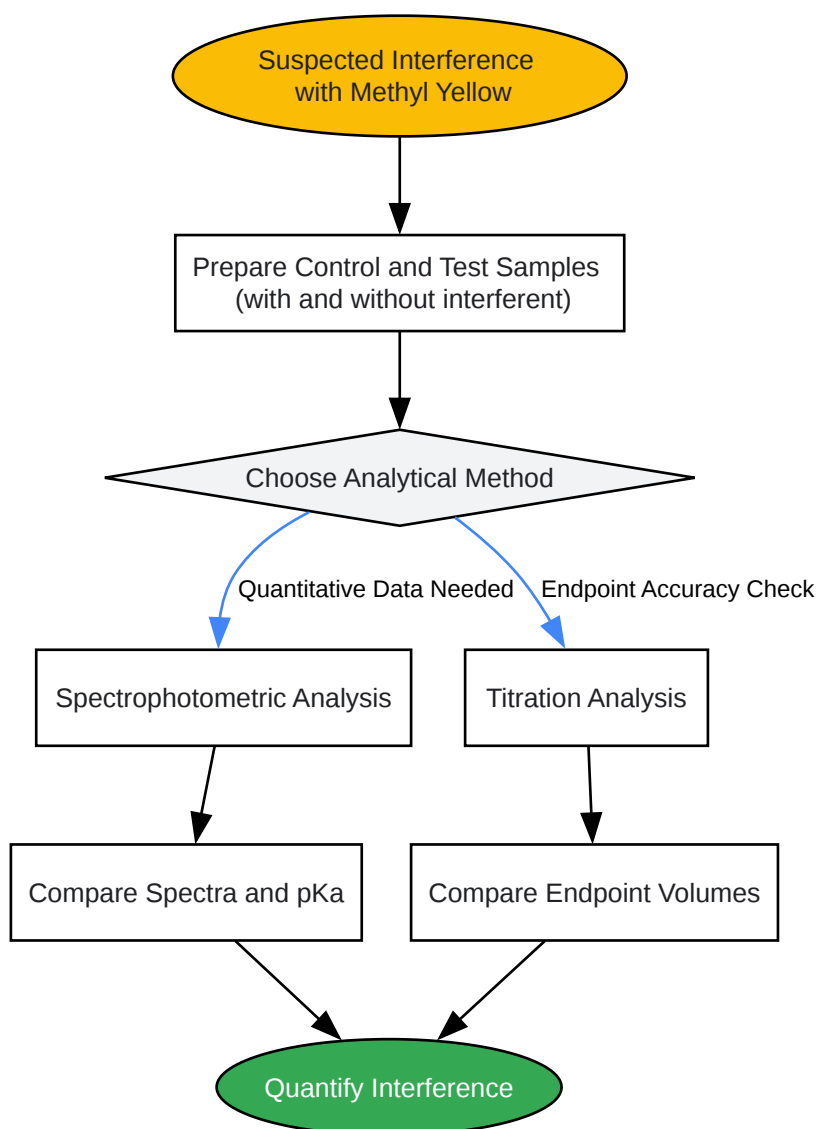 Suspected Interference
with Methyl Yellow
Prepare Control and Test Samples
(with and without interferent)
Choose Analytical Method
Quantitative Data Needed
Endpoint Accuracy Check
Spectrophotometric Analysis
Titration Analysis
Compare Spectra and pKa
Compare Endpoint Volumes
Quantify Interference